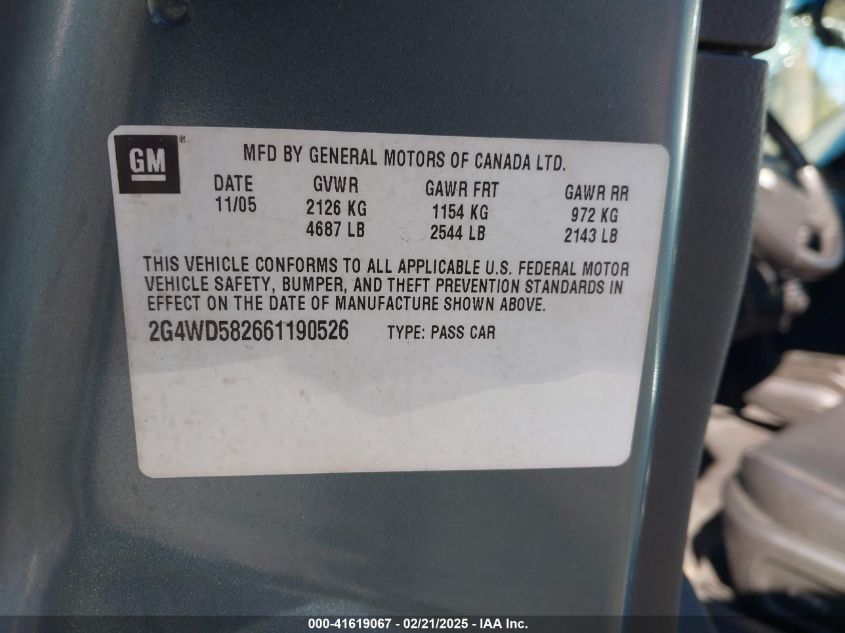 GM®
MFD BY GENERAL MOTORS OF CANADA LTD.
DATE GVWR GAWR FRT GAWR RR
11/05 2126 KG 1154 KG 972 KG
4687 LB 2544 LB 2143 LB
THIS VEHICLE CONFORMS TO ALL APPLICABLE U.S. FEDERAL MOTOR
VEHICLE SAFETY, BUMPER, AND THEFT PREVENTION STANDARDS IN
EFFECT ON THE DATE OF MANUFACTURE SHOWN ABOVE.
2G4WD582661190526 TYPE: PASS CAR
000-41619067 - 02/21/2025 - IAA Inc.